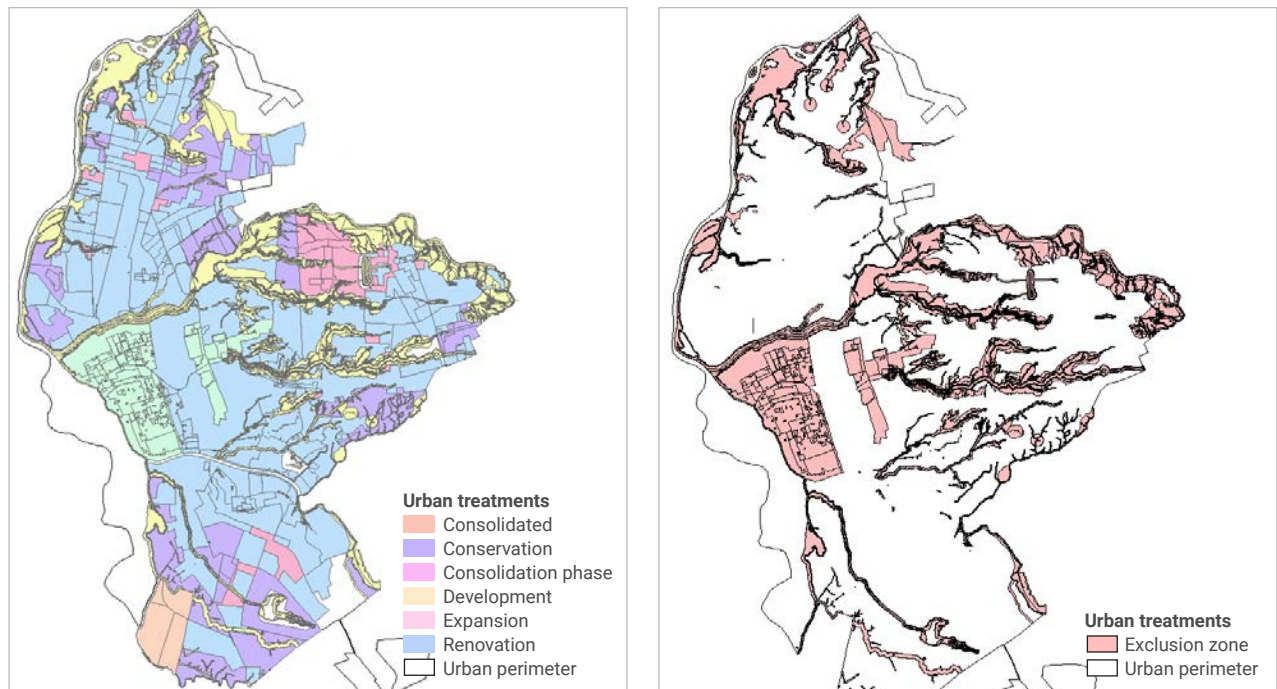 Urban treatments
Consolidated
Conservation
Consolidation phase
Development
Expansion
Renovation
Urban perimeter
Urban treatments
Exclusion zone
Urban perimeter